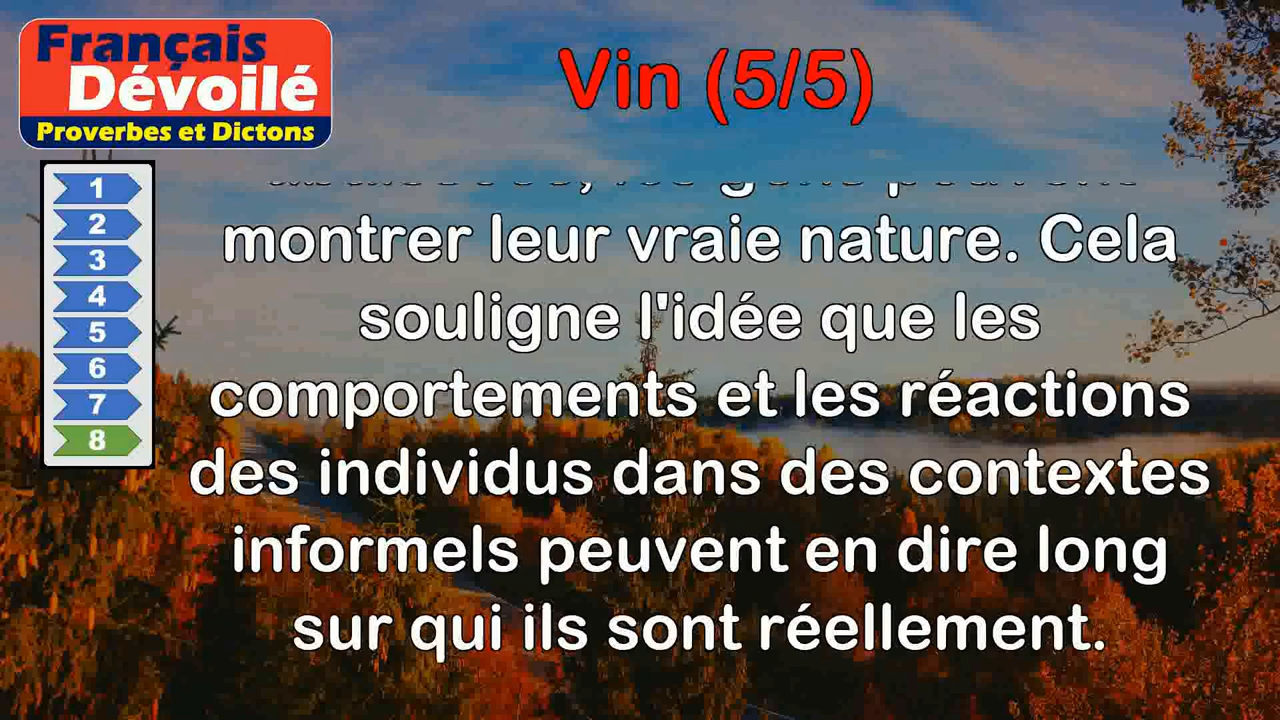 Français
Dévoilé
Proverbes et Dictons
Vin (5/5)
1
2
3
4
5
6
7
8
montrer leur vraie nature. Cela
souligne l'idée que les
comportements et les réactions
des individus dans des contextes
informels peuvent en dire long
sur qui ils sont réellement.